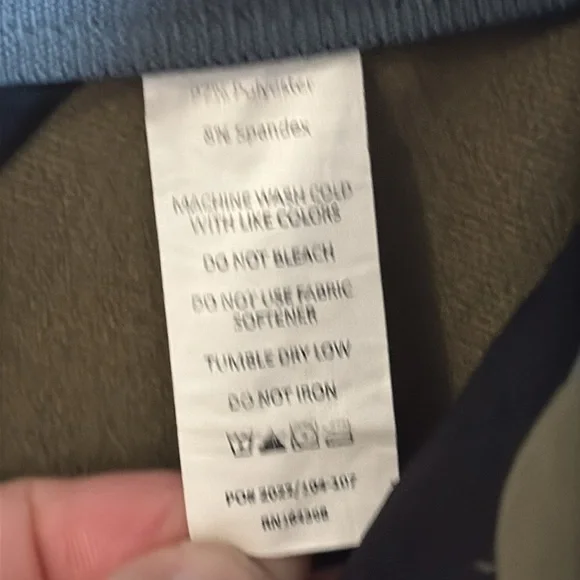 Polyester
8% Spandex
MACHINE WASH COLD
WITH LIKE COLORS
DO NOT BLEACH
DO NOT USE FABRIC
SOFTENER
TUMBLE DRY LOW
DO NOT IRON